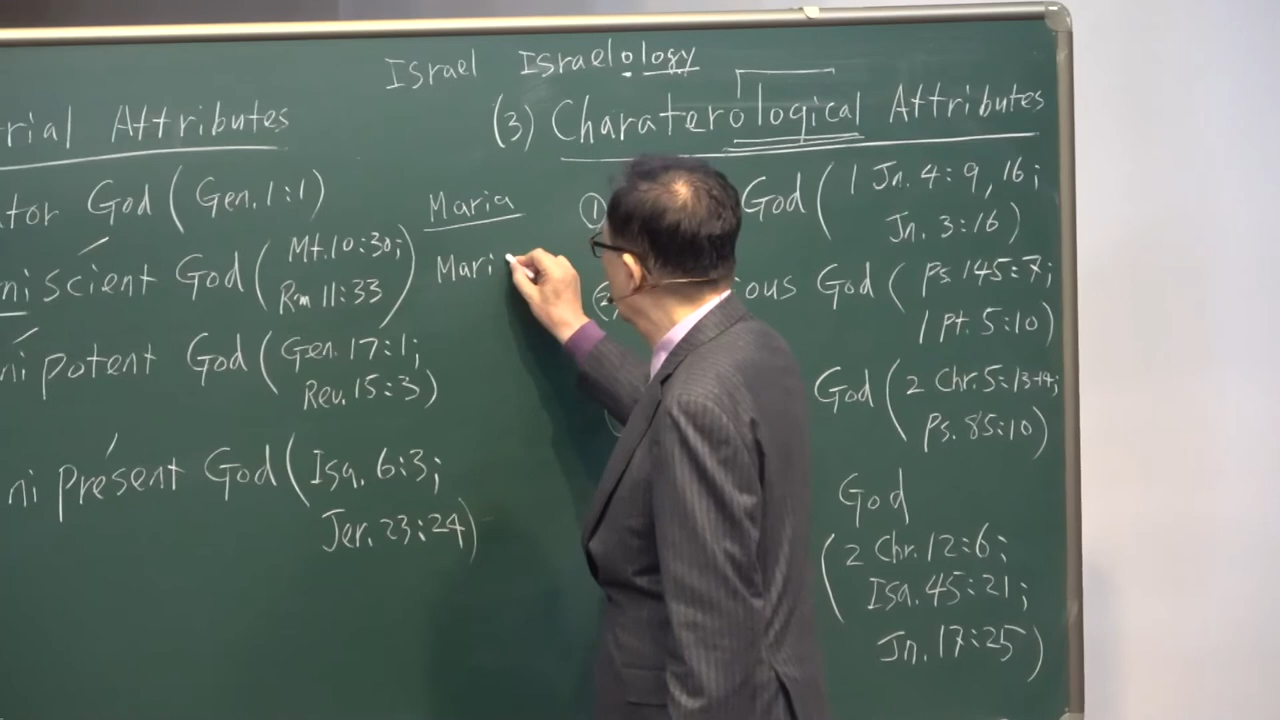 Israel Israelology
rial Attributes
ator God (Gen. 1:1)
niscient God (Mt. 10:30;
Rm 11:33)
ni potent God (Gen. 17:1;
Rev. 15:3)
ni present God (Isa. 6:3;
Jer. 23:24)
Maria
Mari
(3) Charaterological Attributes
① God (1 Jn. 4:9, 16;
Jn. 3:16)
② ious God (Ps 145:7;
1 pt. 5:10)
God (2 Chr. 5:13-14;
Ps. 85:10)
God
(2 Chr. 12:6;
Isa. 45:21;
Jn. 17:25)